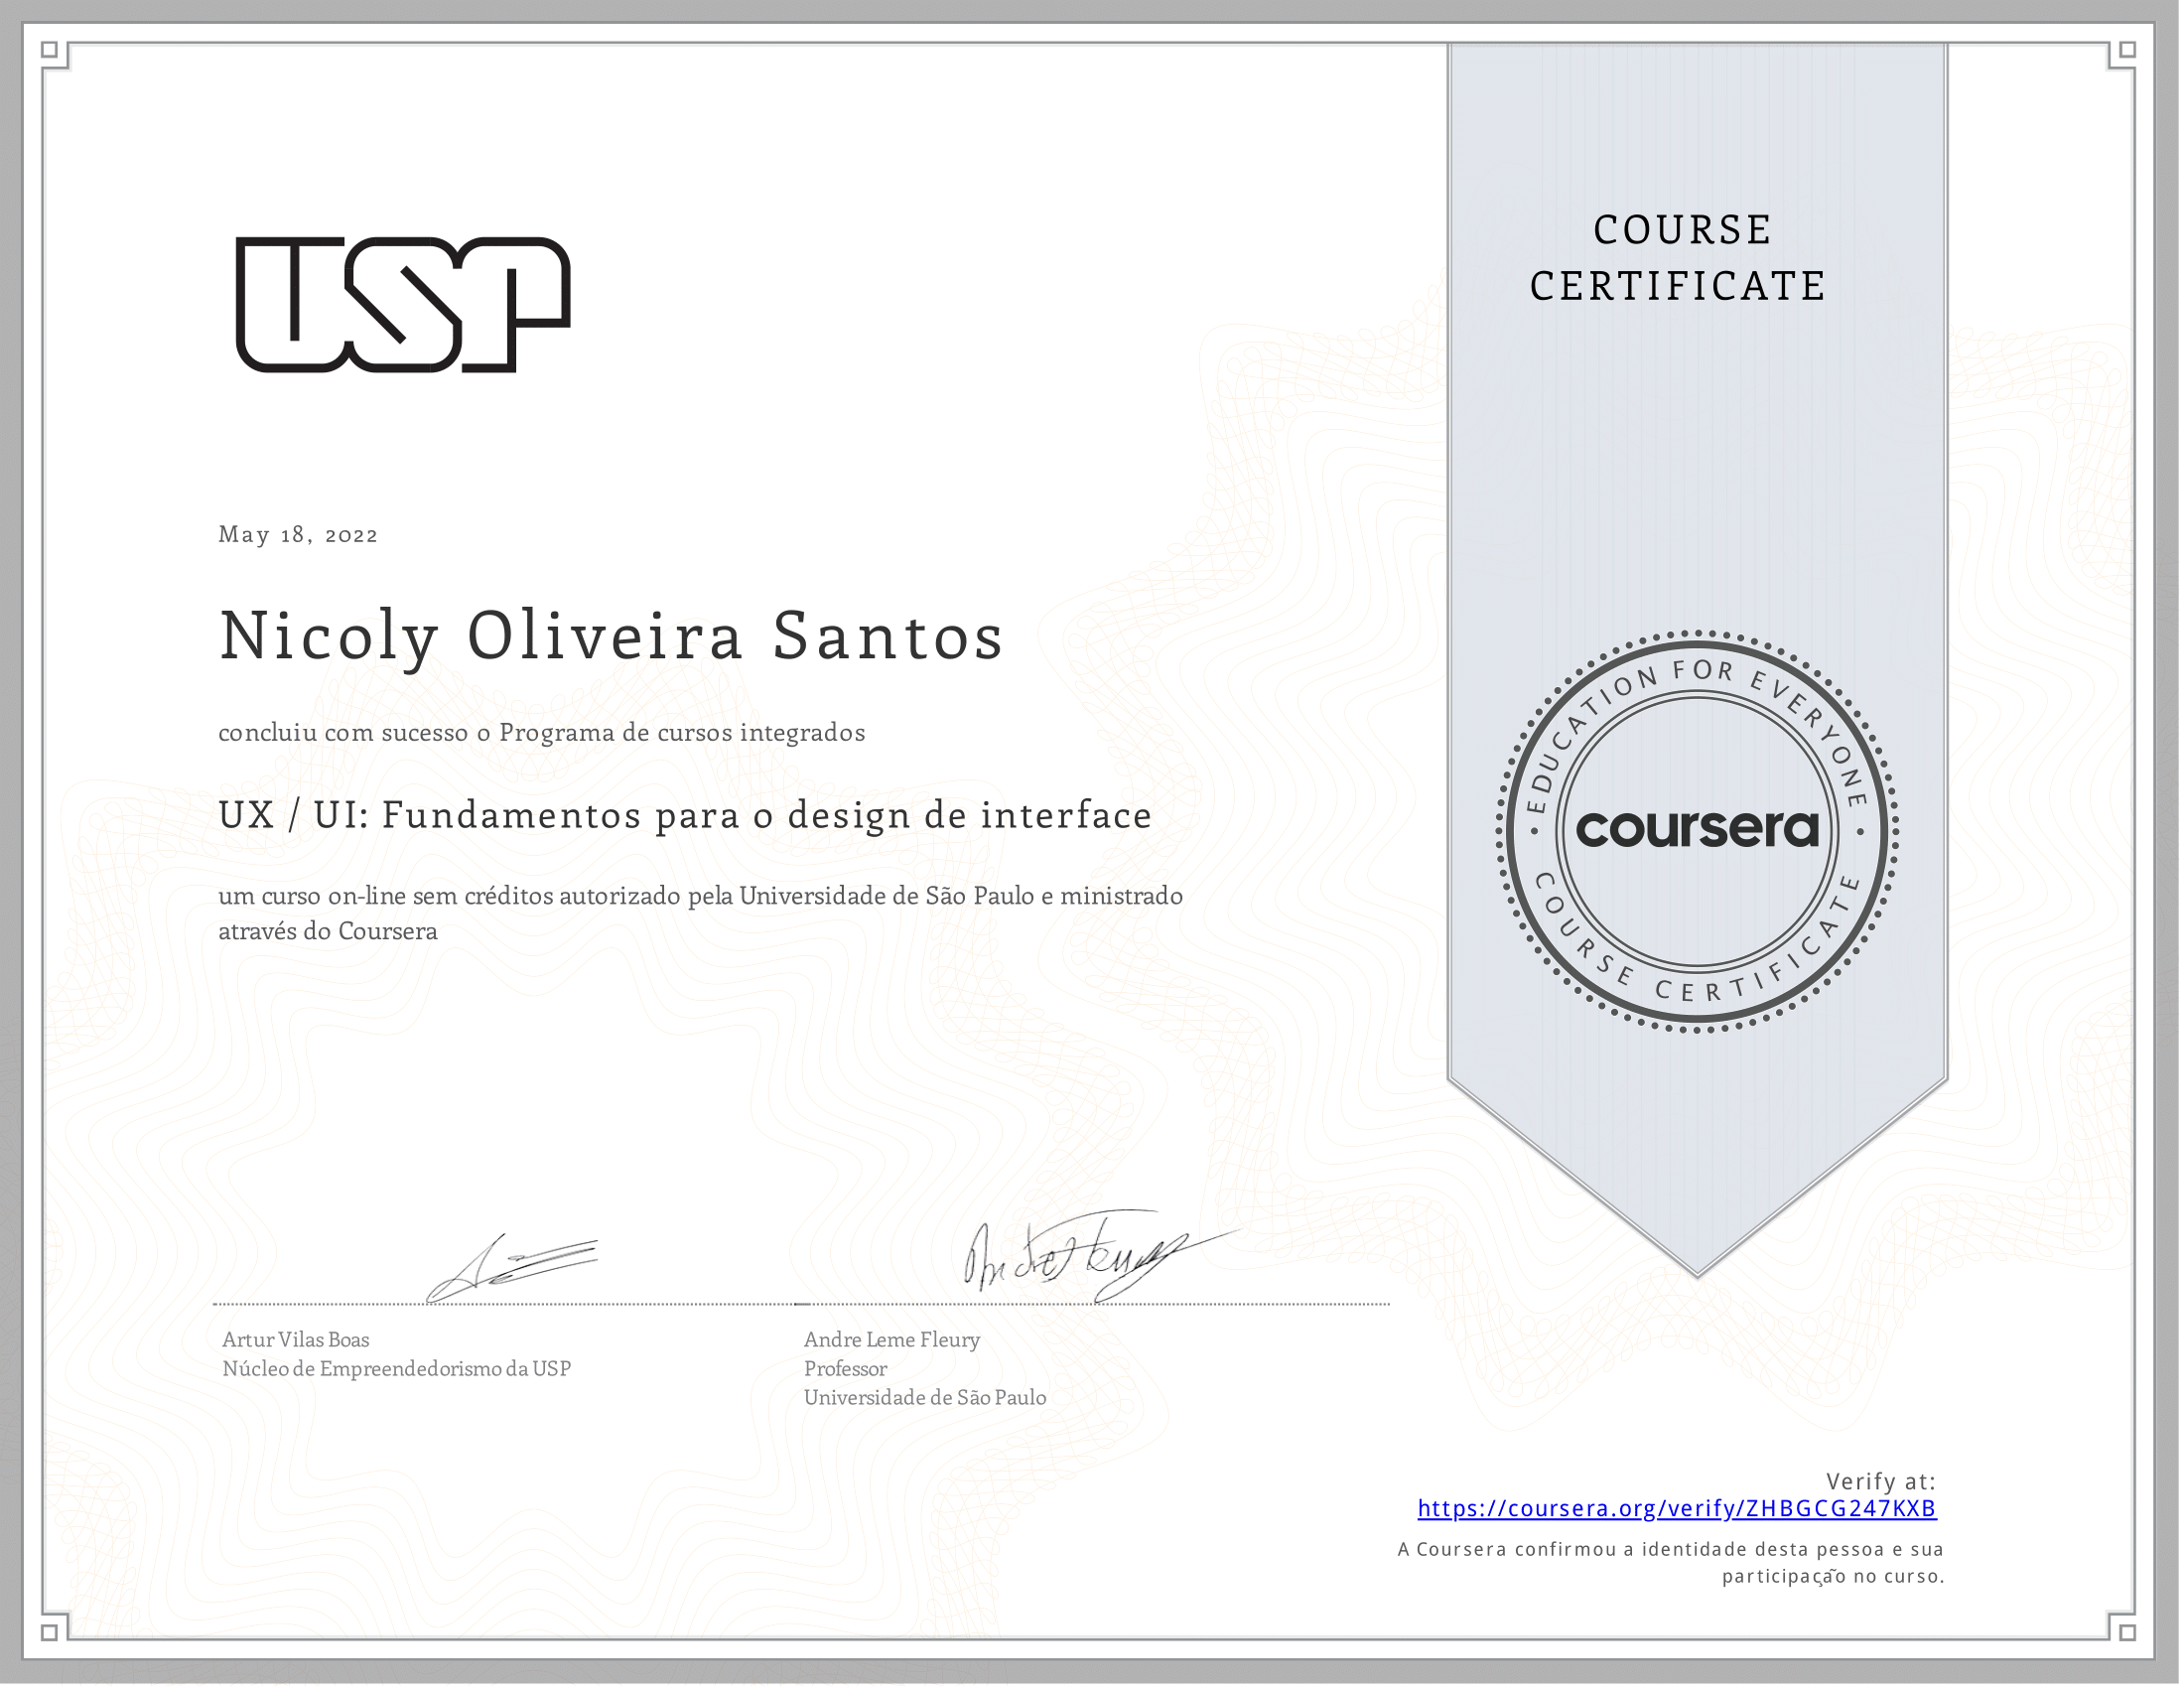 USP
COURSE
CERTIFICATE
May 18, 2022
Nicoly Oliveira Santos
concluiu com sucesso o Programa de cursos integrados
UX / UI: Fundamentos para o design de interface
um curso on-line sem créditos autorizado pela Universidade de São Paulo e ministrado
através do Coursera
EDUCATION FOR EVERYONE
coursera
COURSE CERTIFICATE
Artur Vilas Boas
Núcleo de Empreendedorismo da USP
Andre Leme Fleury
Professor
Universidade de São Paulo
Verify at:
https://coursera.org/verify/ZHBGCG247KXB
A Coursera confirmou a identidade desta pessoa e sua
participação no curso.